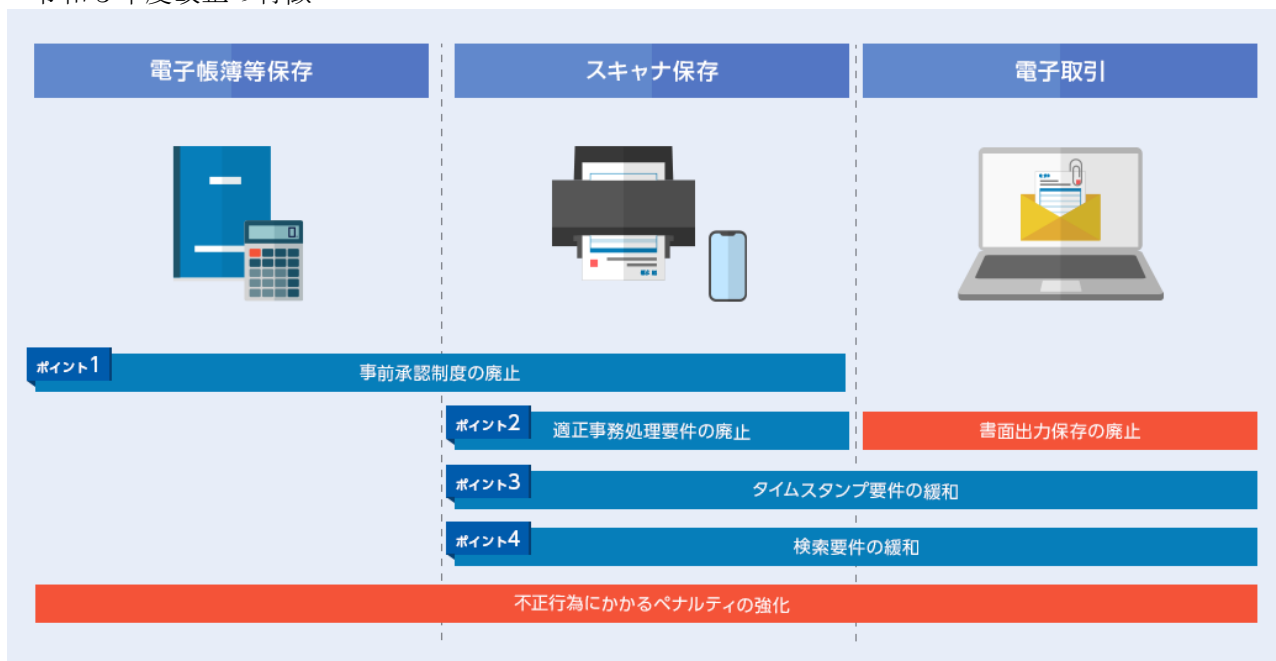 電子帳簿等保存
スキャナ保存
電子取引
ポイント1
事前承認制度の廃止
ポイント2
適正事務処理要件の廃止
書面出力保存の廃止
ポイント3
タイムスタンプ要件の緩和
ポイント4
検索要件の緩和
不正行為にかかるペナルティの強化